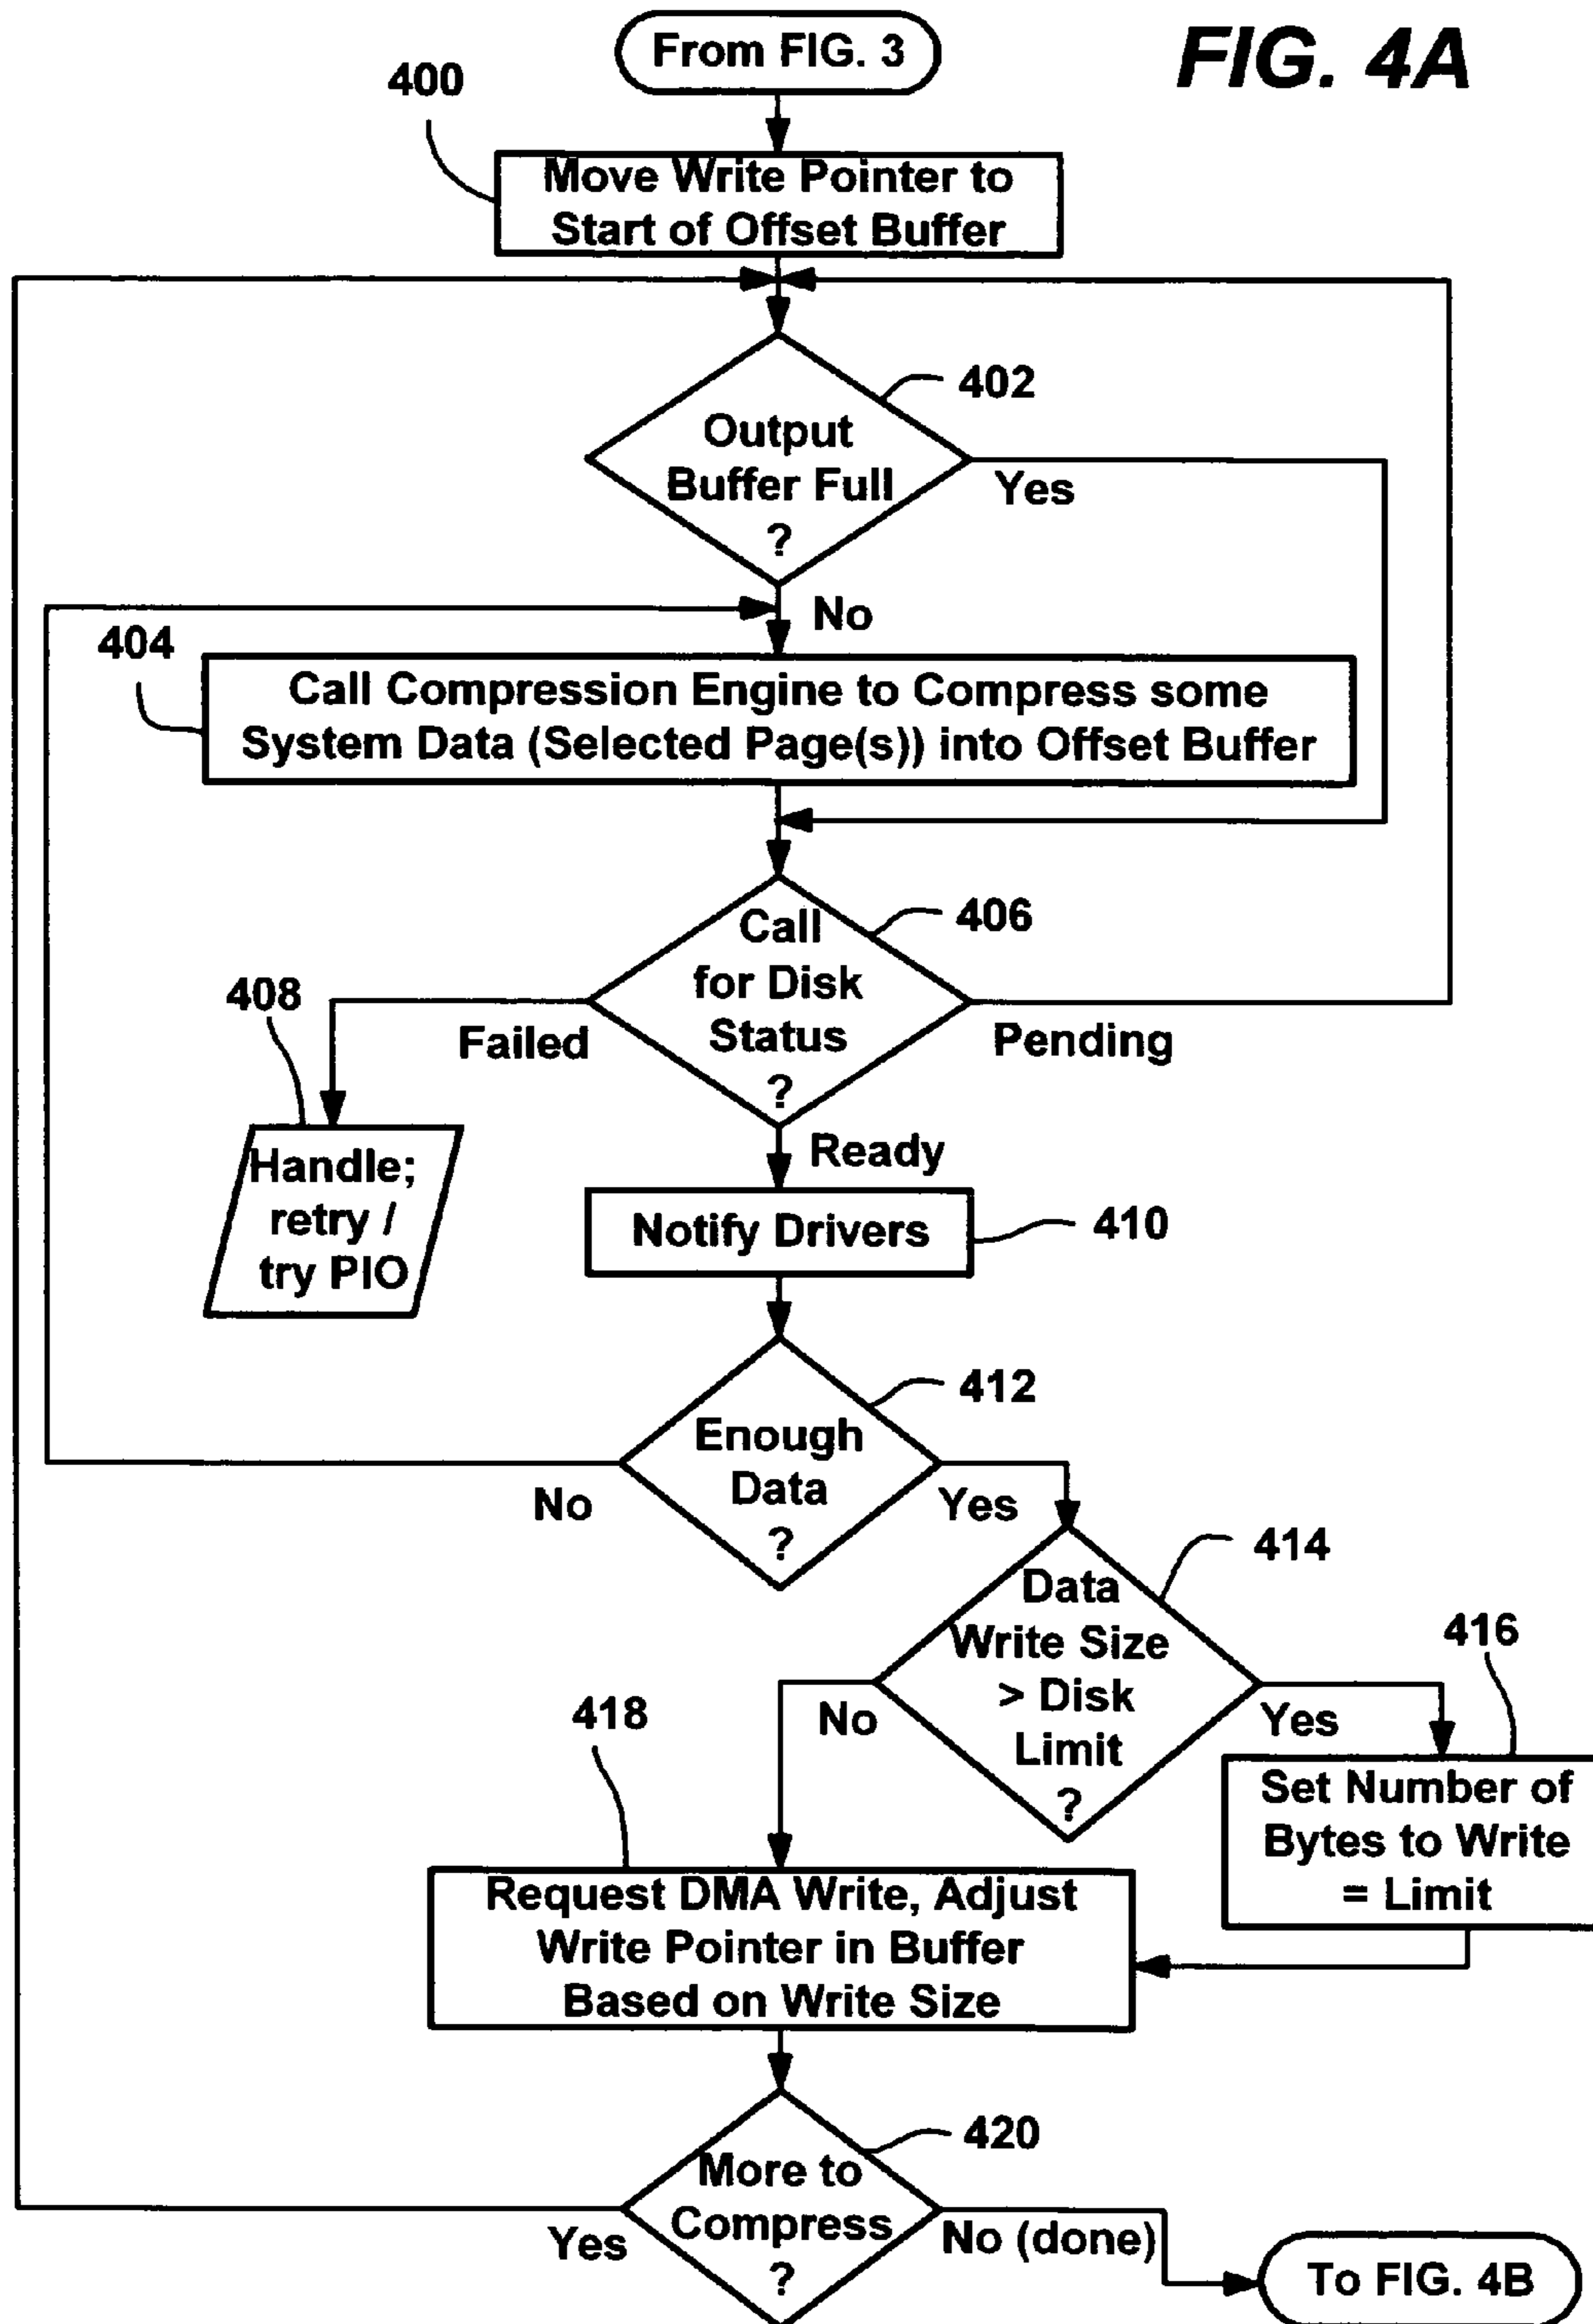 From FIG. 3
FIG. 4A
400
Move Write Pointer to
Start of Offset Buffer
402
Output
Buffer Full
?
Yes
No
404
Call Compression Engine to Compress some
System Data (Selected Page(s)) into Offset Buffer
406
Call
for Disk
Status
?
408
Failed
Pending
Handle;
retry /
try PIO
Ready
Notify Drivers
410
412
Enough
Data
?
No
Yes
414
Data
Write Size
> Disk
Limit
?
416
No
Yes
418
Set Number of
Bytes to Write
= Limit
Request DMA Write, Adjust
Write Pointer in Buffer
Based on Write Size
420
More to
Compress
?
Yes
No (done)
To FIG. 4B